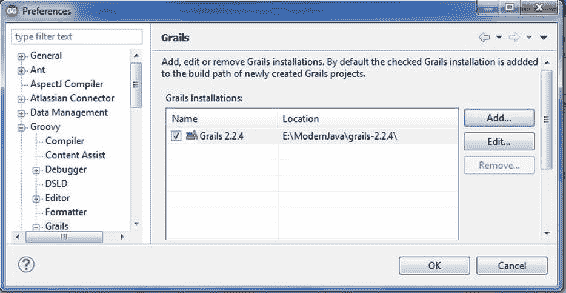 Preferences
type filter text
General
Ant
AspectJ Compiler
Atlassian Connector
Data Management
Groovy
Compiler
Content Assist
Debugger
DSLD
Editor
Formatter
Grails
Grails
Add, edit or remove Grails installations. By default the checked Grails installation is addded
to the build path of newly created Grails projects.
Grails Installations:
Name Location
Grails 2.2.4 E:\ModernJava\grails-2.2.4\
Add...
Edit...
Remove...
OK Cancel